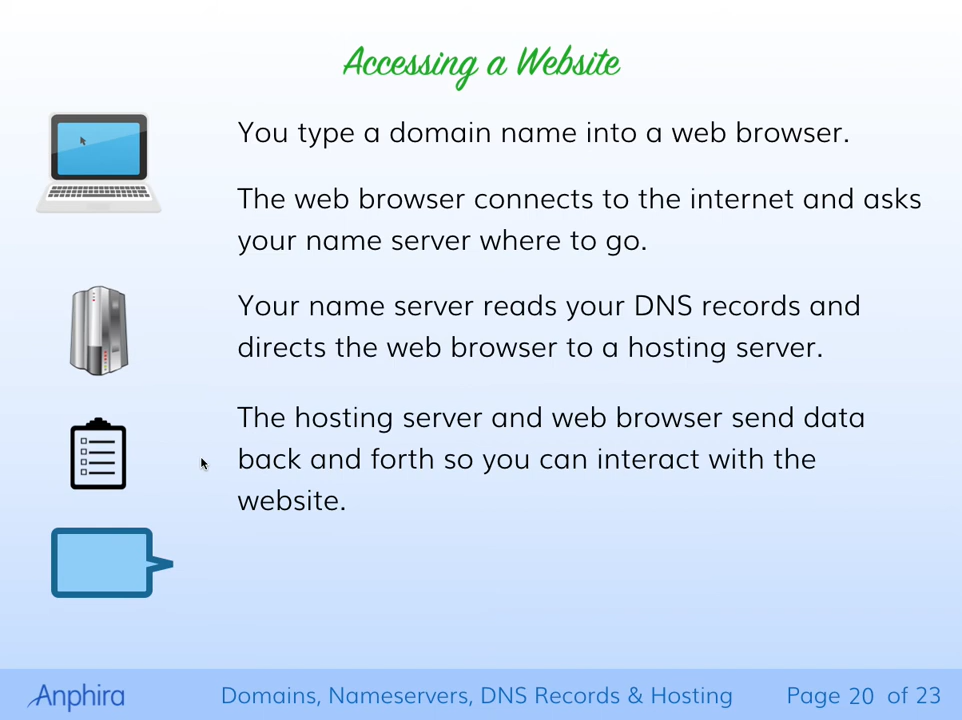 Accessing a Website
You type a domain name into a web browser.
The web browser connects to the internet and asks
your name server where to go.
Your name server reads your DNS records and
directs the web browser to a hosting server.
The hosting server and web browser send data
back and forth so you can interact with the
website.
Anphira Domains, Nameservers, DNS Records & Hosting Page 20 of 23